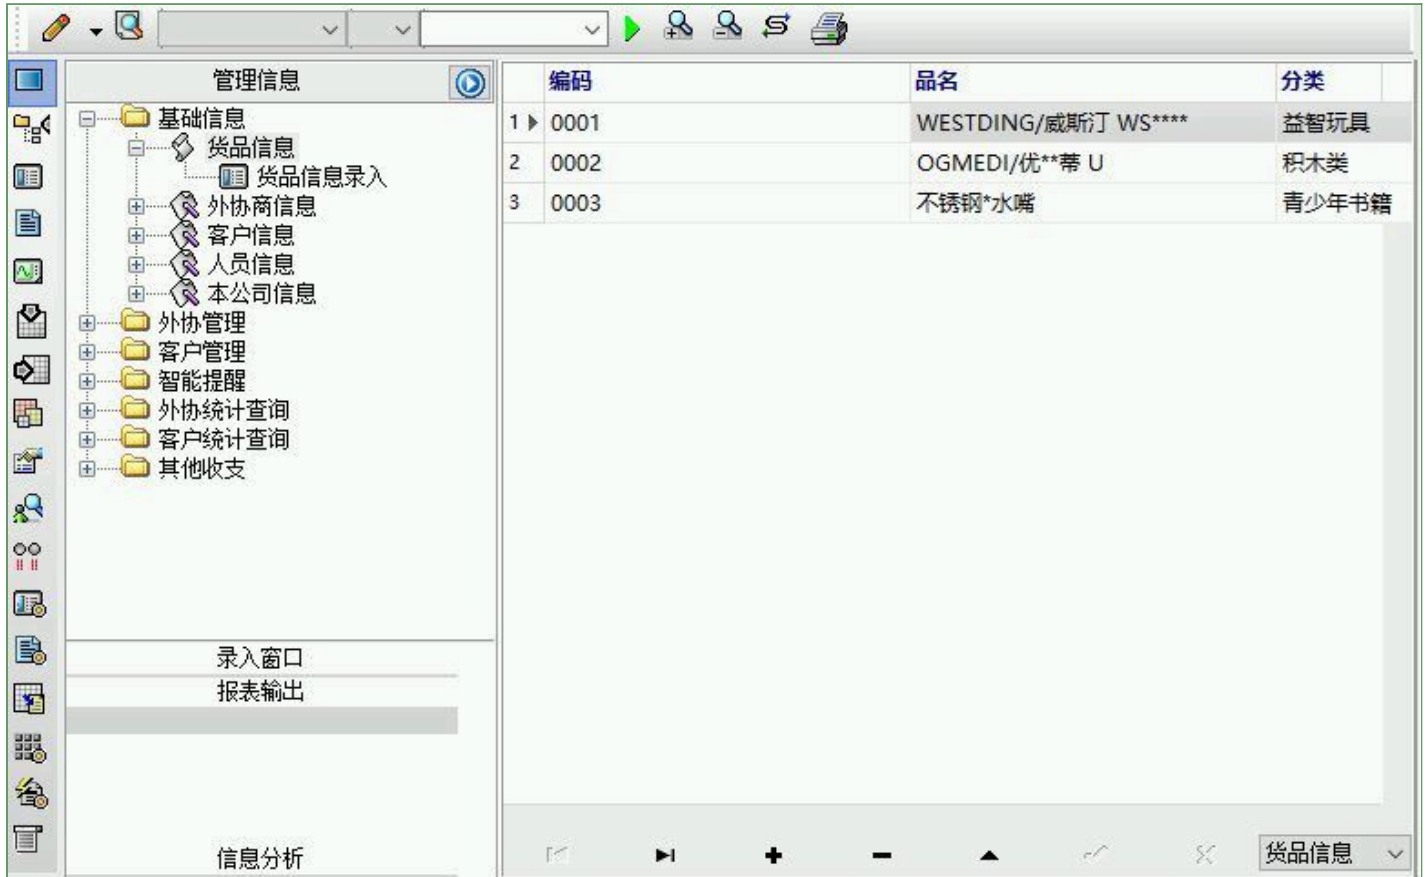 管理信息
基础信息
货品信息
货品信息录入
外协商信息
客户信息
人员信息
本公司信息
外协管理
客户管理
智能提醒
外协统计查询
客户统计查询
其他收支
录入窗口
报表输出
信息分析
编码 品名 分类
1 0001 WESTDING/威斯汀 WS**** 益智玩具
2 0002 OGMEDI/优**蒂 U 积木类
3 0003 不锈钢*水嘴 青少年书籍
货品信息